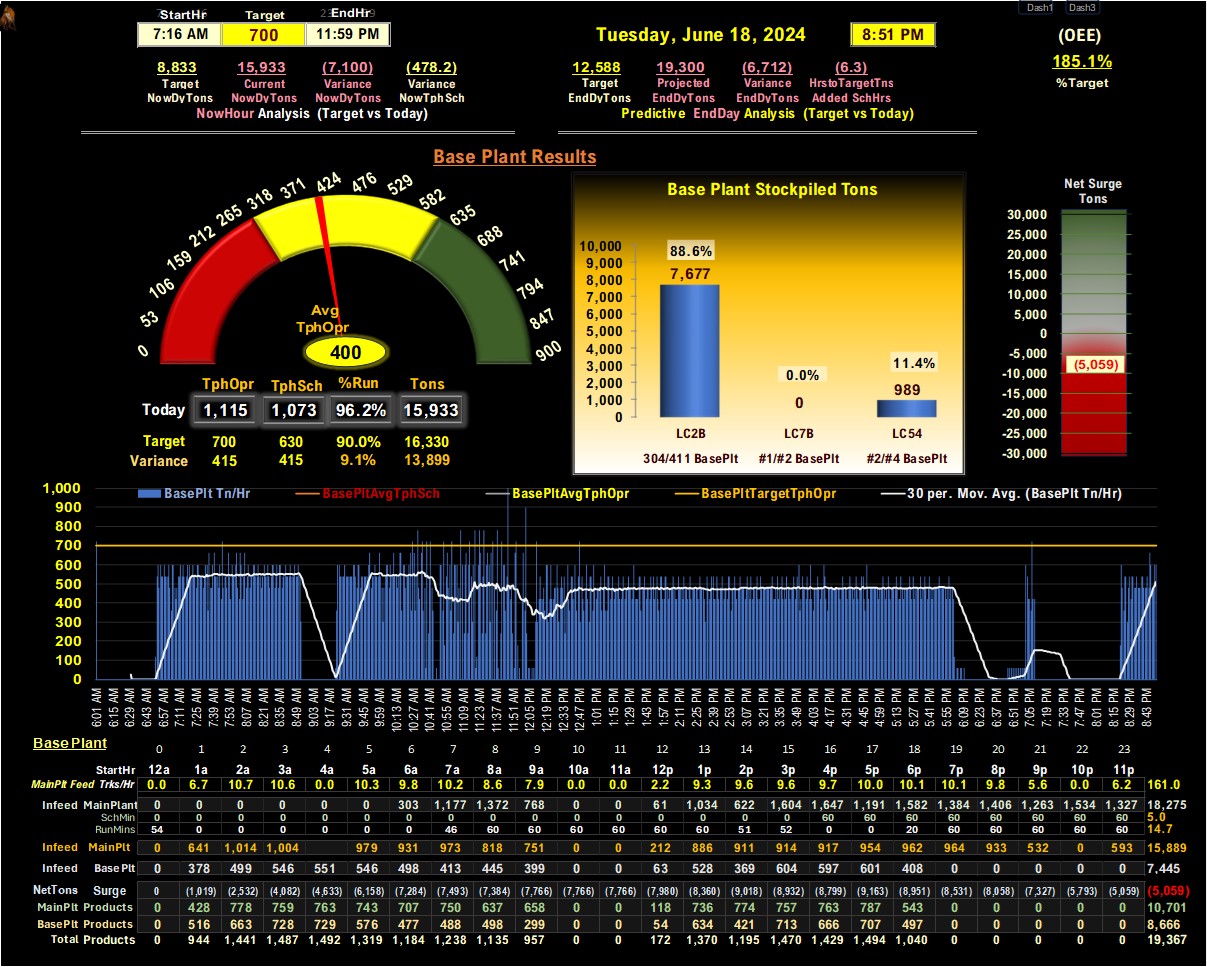 StartHr Target EndHr
7:16 AM 700 11:59 PM
Tuesday, June 18, 2024 8:51 PM
Dash1 Dash3
(OEE)
185.1%
%Target
8,833 15,933 (7,100) (478.2)
Target Current Variance Variance
NowDyTons NowDyTons NowDyTons NowTphSch
NowHour Analysis (Target vs Today)
12,588 19,300 (6,712) (6.3)
Target Projected Variance HrstoTargetTns
EndDyTons EndDyTons EndDyTons Added SchHrs
Predictive EndDay Analysis (Target vs Today)
Base Plant Results
0 53 106 159 212 265 318 371 424 476 529 582 635 688 741 794 847 900
Avg
TphOpr
400
TphOpr TphSch %Run Tons
Today 1,115 1,073 96.2% 15,933
Target 700 630 90.0% 16,330
Variance 415 415 9.1% 13,899
Base Plant Stockpiled Tons
10,000
9,000
8,000
7,000
6,000
5,000
4,000
3,000
2,000
1,000
0
88.6% 0.0% 11.4%
7,677 0 989
LC2B LC7B LC54
304/411 BasePlt #1/#2 BasePlt #2/#4 BasePlt
Net Surge
Tons
30,000
25,000
20,000
15,000
10,000
5,000
0
-5,000
-10,000
-15,000
-20,000
-25,000
-30,000
(5,059)
BasePlt Tn/Hr BasePltAvgTphSch BasePltAvgTphOpr BasePltTargetTphOpr 30 per. Mov. Avg. (BasePlt Tn/Hr)
1,000
900
800
700
600
500
400
300
200
100
0
6:01 AM 6:15 AM 6:29 AM 6:43 AM 6:57 AM 7:11 AM 7:25 AM 7:39 AM 7:53 AM 8:07 AM 8:21 AM 8:35 AM 8:49 AM 9:03 AM 9:17 AM 9:31 AM 9:45 AM 9:59 AM 10:13 AM 10:27 AM 10:41 AM 10:55 AM 11:09 AM 11:23 AM 11:37 AM 11:51 AM 12:05 PM 12:19 PM 12:33 PM 12:47 PM 1:01 PM 1:15 PM 1:29 PM 1:43 PM 1:57 PM 2:11 PM 2:25 PM 2:39 PM 2:53 PM 3:07 PM 3:21 PM 3:35 PM 3:49 PM 4:03 PM 4:17 PM 4:31 PM 4:45 PM 4:59 PM 5:13 PM 5:27 PM 5:41 PM 5:55 PM 6:09 PM 6:23 PM 6:37 PM 6:51 PM 7:05 PM 7:19 PM 7:33 PM 7:47 PM 8:01 PM 8:15 PM 8:29 PM 8:43 PM
Base Plant
0 1 2 3 4 5 6 7 8 9 10 11 12 13 14 15 16 17 18 19 20 21 22 23
StartHr 12a 1a 2a 3a 4a 5a 6a 7a 8a 9a 10a 11a 12p 1p 2p 3p 4p 5p 6p 7p 8p 9p 10p 11p
MainPlt Feed Trks/Hr 0.0 6.7 10.7 10.6 0.0 10.3 9.8 10.2 8.6 7.9 0.0 0.0 2.2 9.3 9.6 9.6 9.7 10.0 10.1 10.1 9.8 5.6 0.0 6.2 161.0
Infeed MainPlant 0 0 0 0 0 0 303 1,177 1,372 768 0 0 61 1,034 622 1,604 1,647 1,191 1,582 1,384 1,406 1,263 1,534 1,327 18,275
SchMin 0 0 0 0 0 0 0 0 0 0 0 0 0 0 0 0 60 60 60 60 60 60 60 60 5.0
RunMins 54 0 0 0 0 0 0 46 60 60 60 60 60 60 51 52 0 0 20 60 60 60 60 60 14.7
Infeed MainPlt 0 641 1,014 1,004 979 931 973 818 751 0 0 212 886 911 914 917 954 962 964 933 532 0 593 15,889
Infeed BasePlt 0 378 499 546 551 546 498 413 445 399 0 0 63 528 369 604 597 601 408 0 0 0 0 0 7,445
NetTons Surge 0 (1,019) (2,532) (4,082) (4,633) (6,158) (7,284) (7,493) (7,384) (7,766) (7,766) (7,766) (7,980) (8,360) (9,018) (8,932) (8,799) (9,163) (8,951) (8,531) (8,058) (7,327) (5,793) (5,059) (5,059)
MainPlt Products 0 428 778 759 763 743 707 750 637 658 0 0 118 736 774 757 763 787 543 0 0 0 0 0 10,701
BasePlt Products 0 516 663 728 729 576 477 488 498 299 0 0 54 634 421 713 666 707 497 0 0 0 0 0 8,666
Total Products 0 944 1,441 1,487 1,492 1,319 1,184 1,238 1,135 957 0 0 172 1,370 1,195 1,470 1,429 1,494 1,040 0 0 0 0 0 19,367